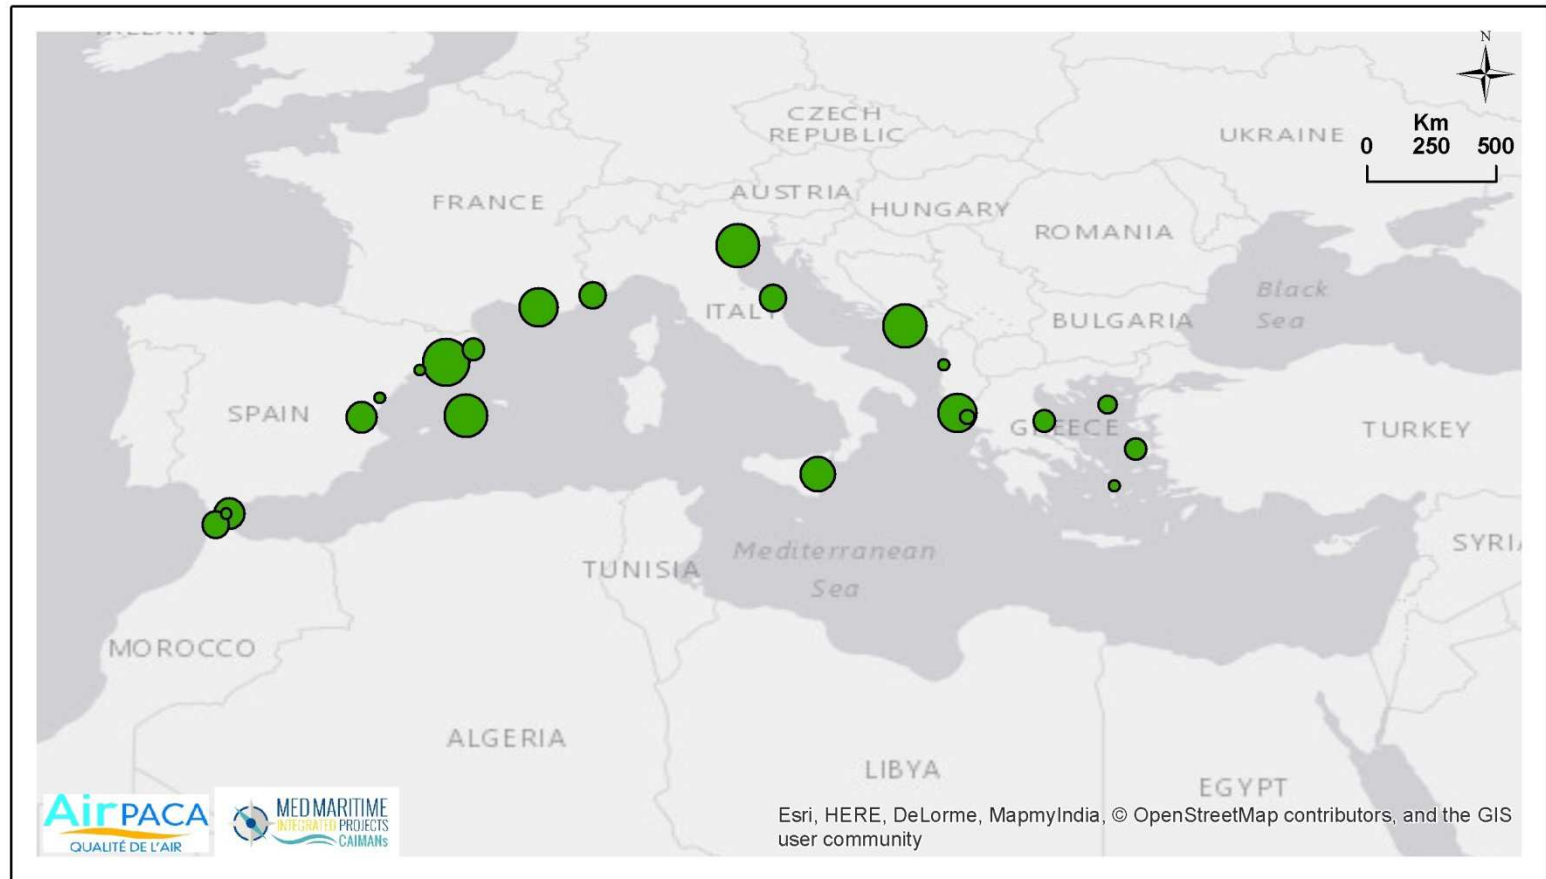 IRELAND
N
CZECH
REPUBLIC
UKRAINE
Km
0 250 500
FRANCE
AUSTRIA
HUNGARY
ROMANIA
Black
Sea
ITALY
BULGARIA
SPAIN
GREECE
TURKEY
Mediterranean
Sea
TUNISIA
SYRIA
MOROCCO
ALGERIA
LIBYA
EGYPT
AirPACA
QUALITÉ DE L'AIR
MED MARITIME
INTEGRATED PROJECTS
CAIMANs
Esri, HERE, DeLorme, MapmyIndia, © OpenStreetMap contributors, and the GIS
user community